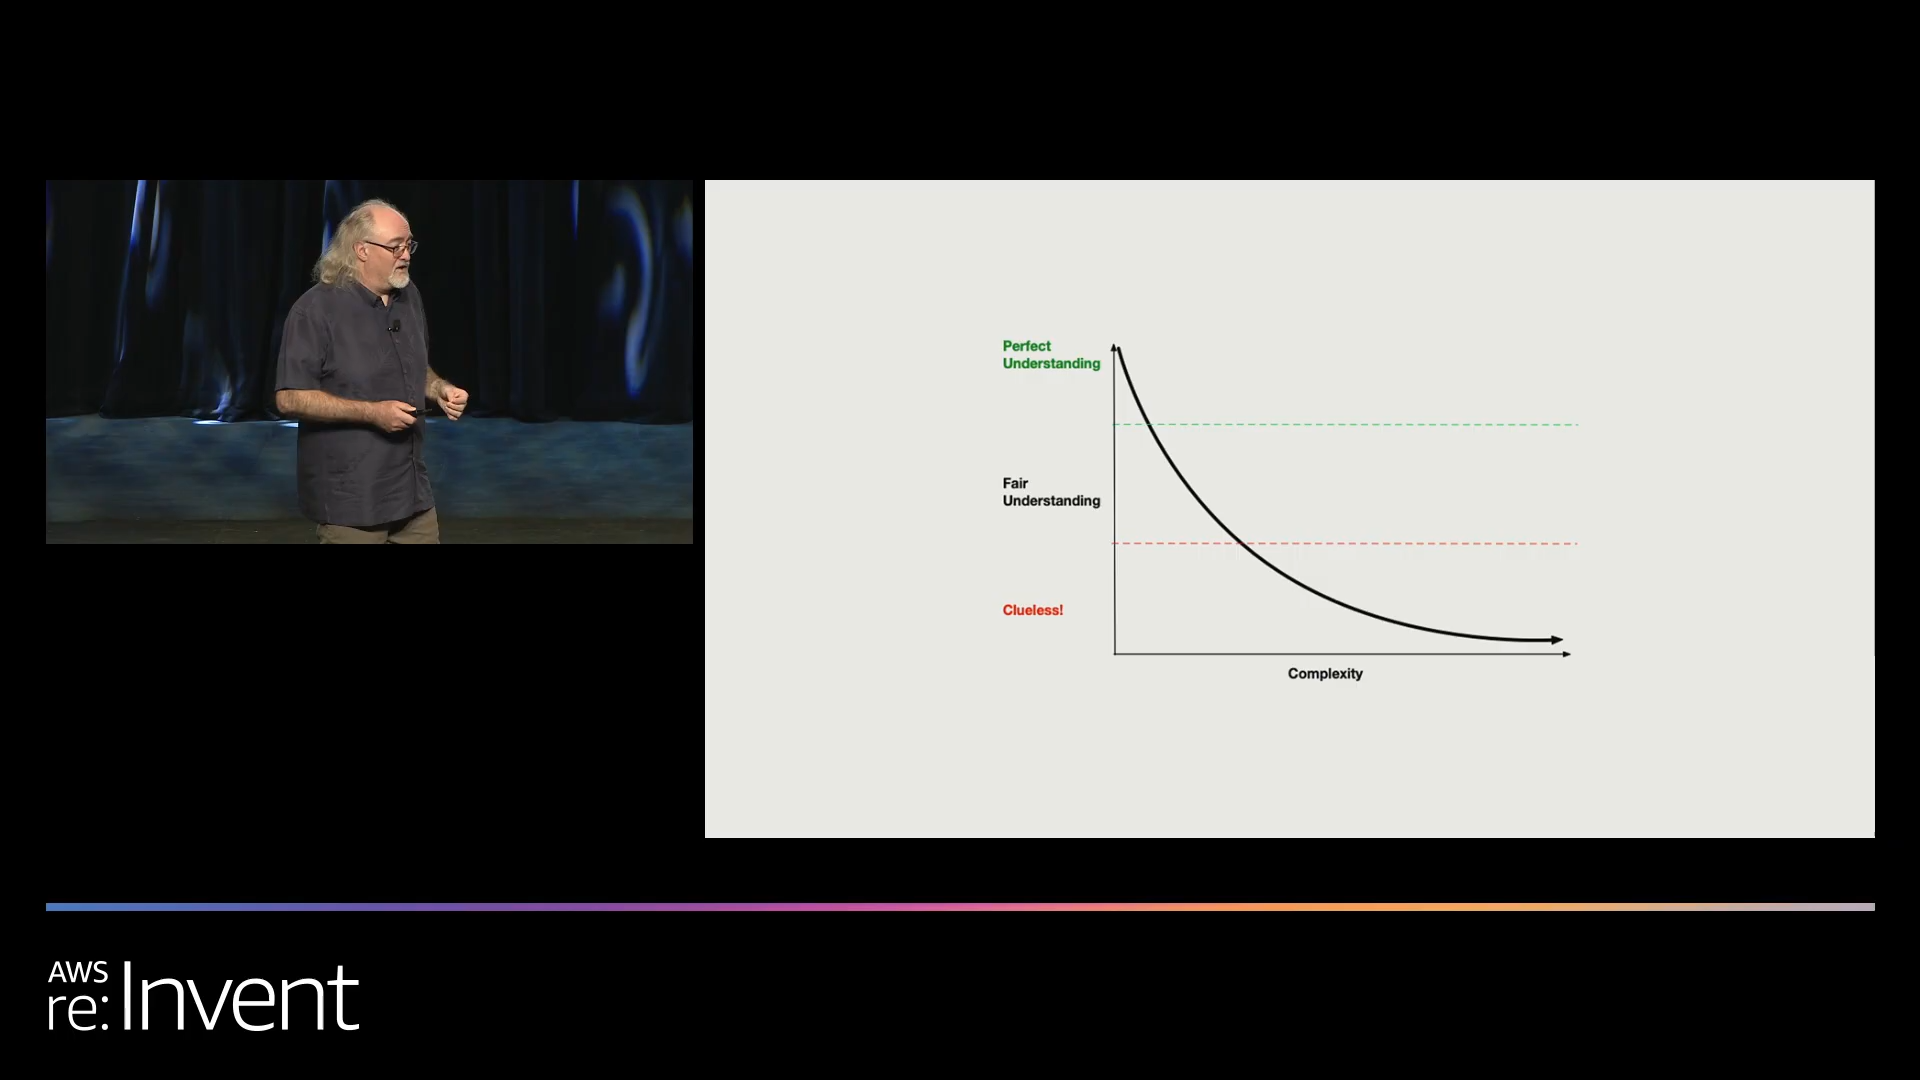 Perfect
Understanding
Fair
Understanding
Clueless!
Complexity
AWS
re:Invent